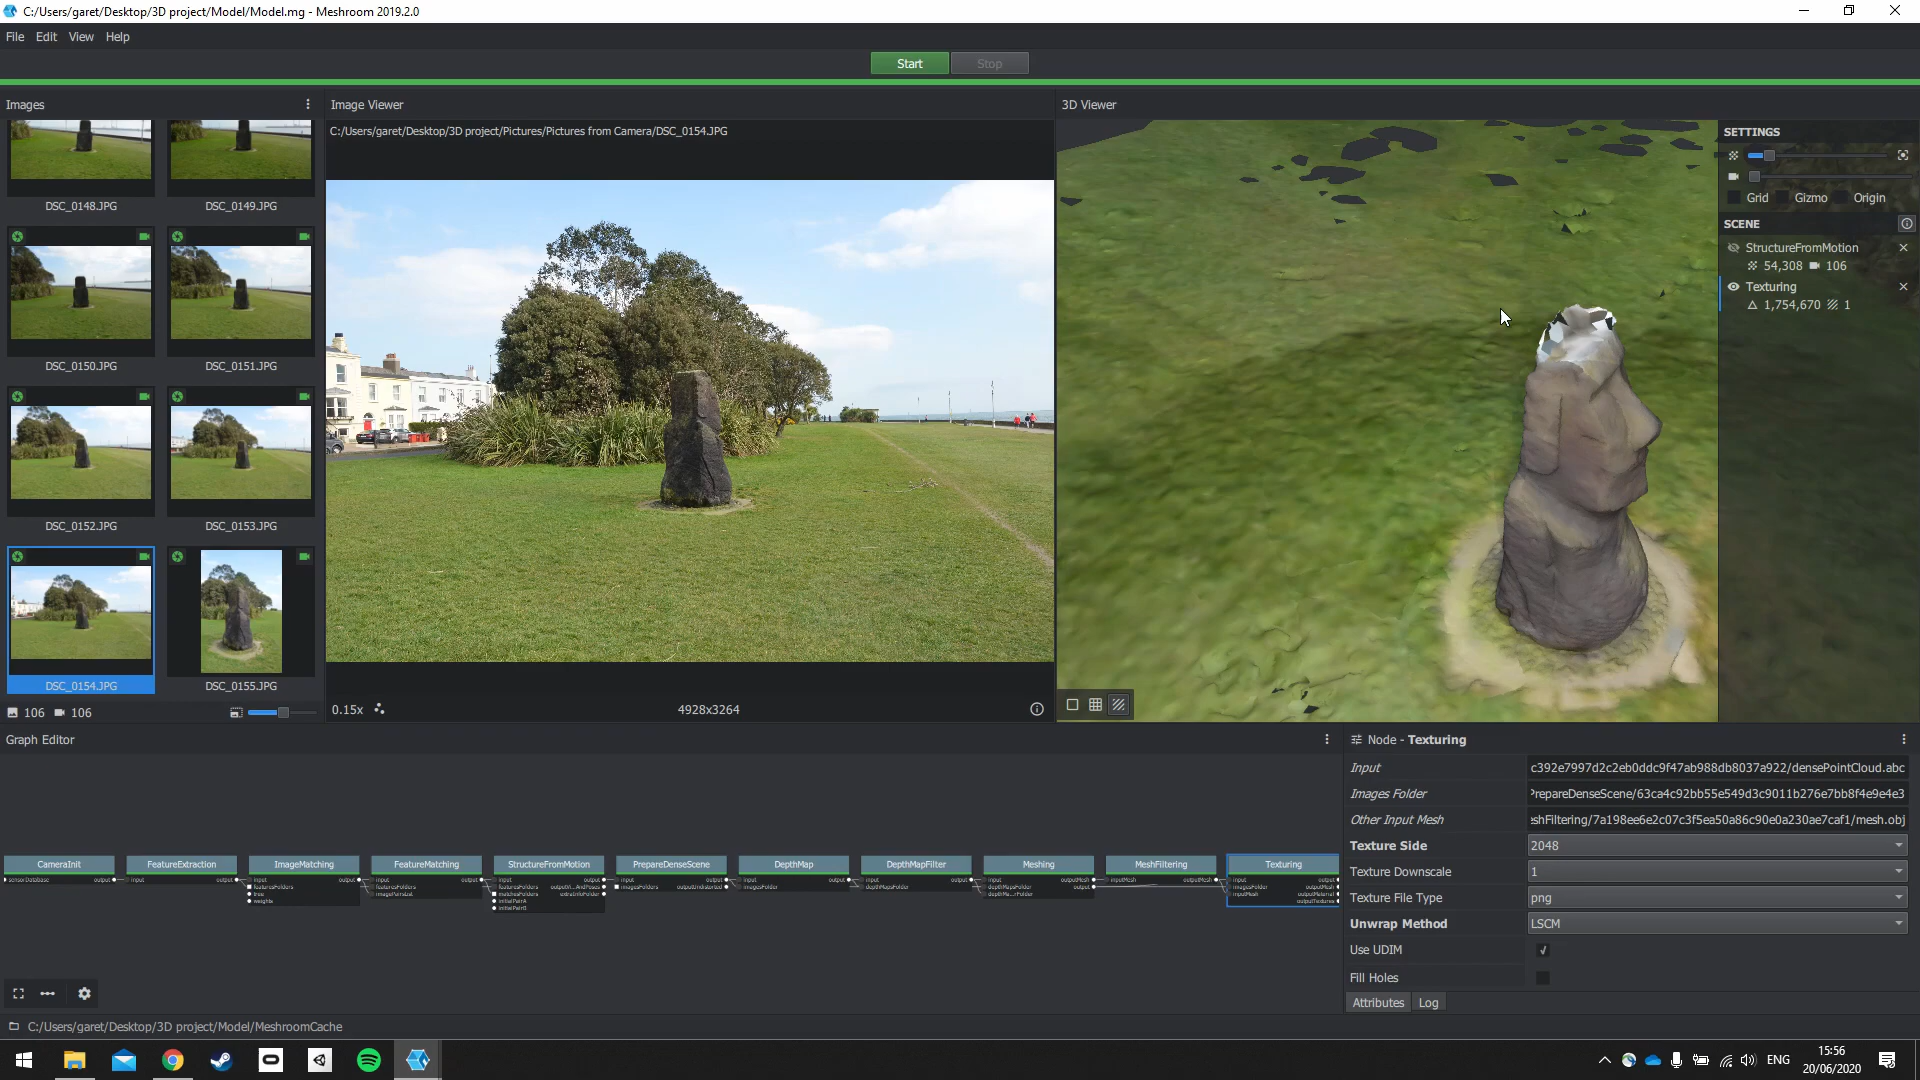 C:/Users/garet/Desktop/3D project/Model/Model.mg - Meshroom 2019.2.0
File Edit View Help
Start Stop
Images
Image Viewer
3D Viewer
C:/Users/garet/Desktop/3D project/Pictures/Pictures from Camera/DSC_0154.JPG
DSC_0148.JPG DSC_0149.JPG
DSC_0150.JPG DSC_0151.JPG
DSC_0152.JPG DSC_0153.JPG
DSC_0154.JPG DSC_0155.JPG
106 106
0.15x
4928x3264
SETTINGS
Grid Gizmo Origin
SCENE
StructureFromMotion
54,308 106
Texturing
1,754,670 1
Graph Editor
CameraInit FeatureExtraction ImageMatching FeatureMatching StructureFromMotion PrepareDenseScene DepthMap DepthMapFilter Meshing MeshFiltering Texturing
C:/Users/garet/Desktop/3D project/Model/MeshroomCache
Node - Texturing
Input c392e7997d2c2eb0ddc9f47ab988db8037a922/densePointCloud.abc
Images Folder PrepareDenseScene/63ca4c92bb55e549d3c9011b276e7bb8f4e9e4e3
Other Input Mesh shFiltering/7a198ee6e2c07c3f5ea50a86c90e0a230ae7caf1/mesh.obj
Texture Side 2048
Texture Downscale 1
Texture File Type png
Unwrap Method LSCM
Use UDIM
Fill Holes
Attributes Log
ENG
15:56
20/06/2020